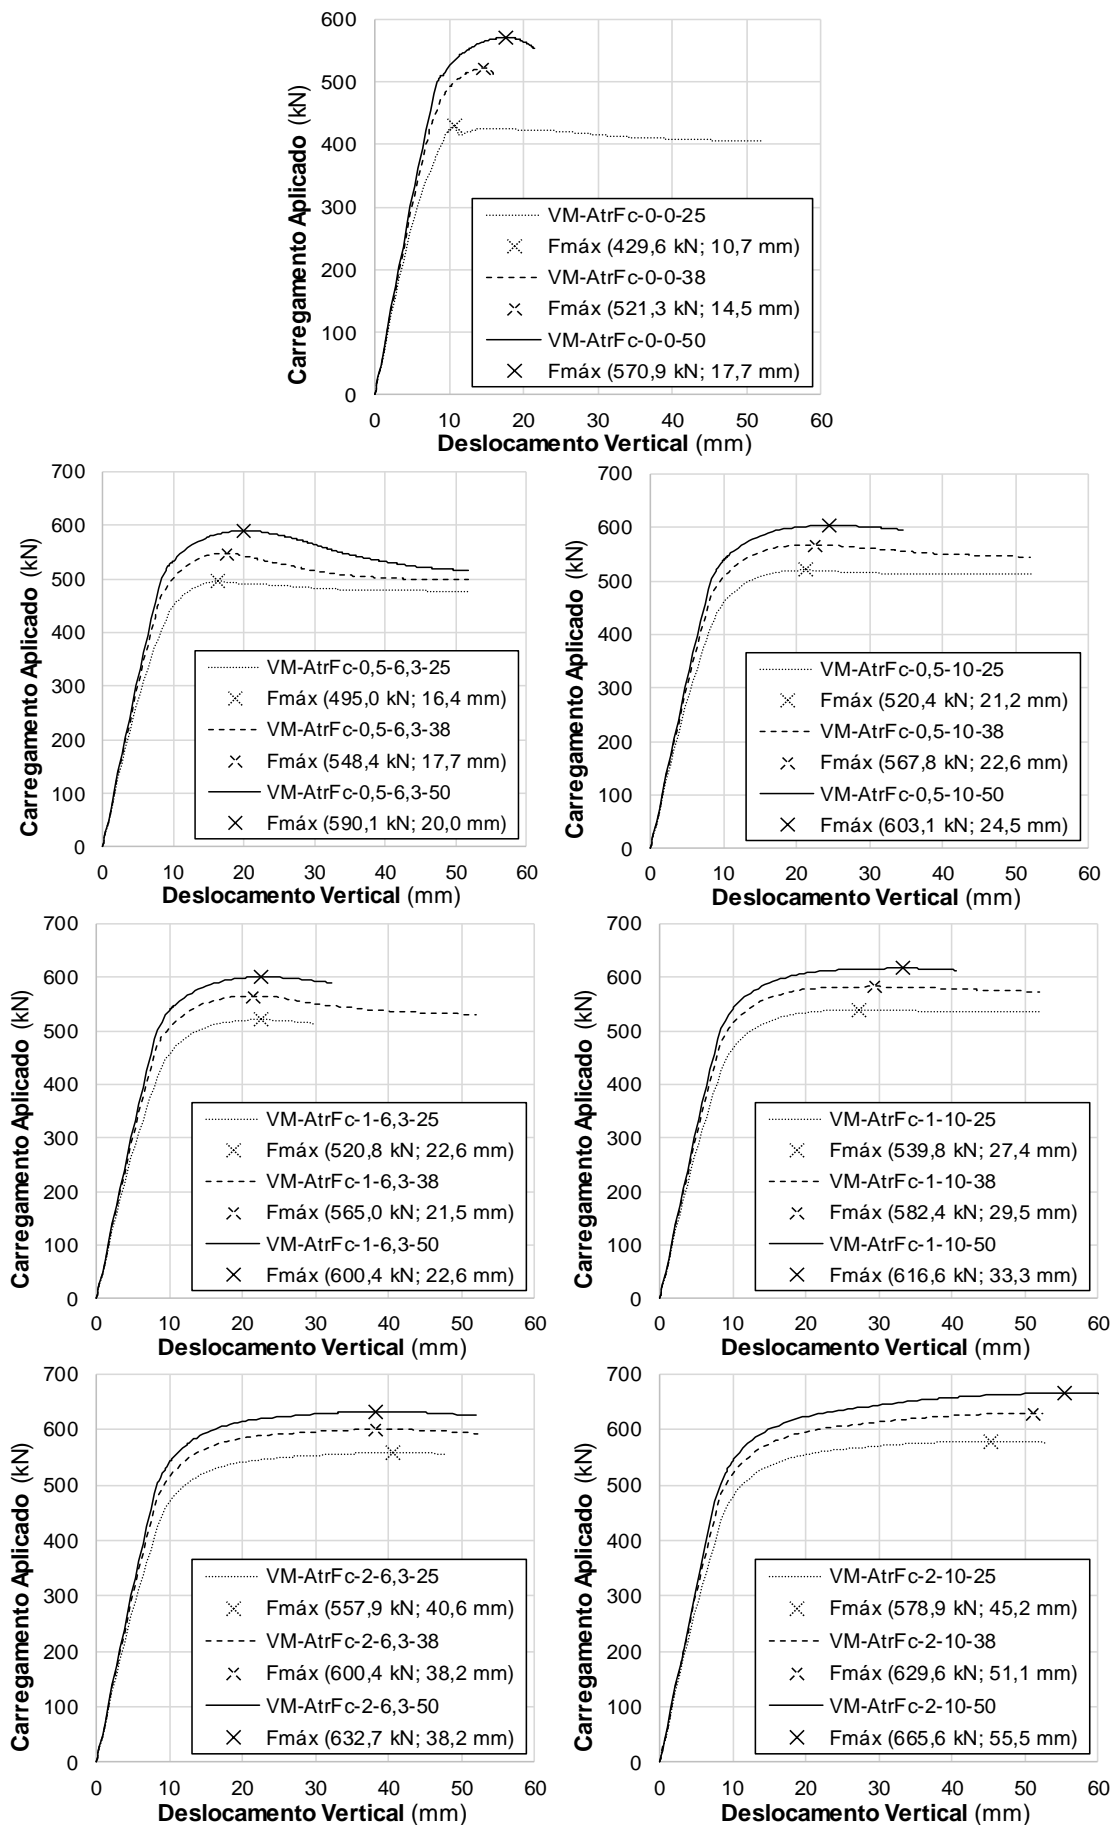 600
500
400
300
200
100
0
Carregamento Aplicado (kN)
VM-AtrFc-0-0-25
Fmáx (429,6 kN; 10,7 mm)
VM-AtrFc-0-0-38
Fmáx (521,3 kN; 14,5 mm)
VM-AtrFc-0-0-50
Fmáx (570,9 kN; 17,7 mm)
0 10 20 30 40 50 60
Deslocamento Vertical (mm)
700
600
500
400
300
200
100
0
Carregamento Aplicado (kN)
VM-AtrFc-0,5-6,3-25
Fmáx (495,0 kN; 16,4 mm)
VM-AtrFc-0,5-6,3-38
Fmáx (548,4 kN; 17,7 mm)
VM-AtrFc-0,5-6,3-50
Fmáx (590,1 kN; 20,0 mm)
0 10 20 30 40 50 60
Deslocamento Vertical (mm)
700
600
500
400
300
200
100
0
Carregamento Aplicado (kN)
VM-AtrFc-0,5-10-25
Fmáx (520,4 kN; 21,2 mm)
VM-AtrFc-0,5-10-38
Fmáx (567,8 kN; 22,6 mm)
VM-AtrFc-0,5-10-50
Fmáx (603,1 kN; 24,5 mm)
0 10 20 30 40 50 60
Deslocamento Vertical (mm)
700
600
500
400
300
200
100
0
Carregamento Aplicado (kN)
VM-AtrFc-1-6,3-25
Fmáx (520,8 kN; 22,6 mm)
VM-AtrFc-1-6,3-38
Fmáx (565,0 kN; 21,5 mm)
VM-AtrFc-1-6,3-50
Fmáx (600,4 kN; 22,6 mm)
0 10 20 30 40 50 60
Deslocamento Vertical (mm)
700
600
500
400
300
200
100
0
Carregamento Aplicado (kN)
VM-AtrFc-1-10-25
Fmáx (539,8 kN; 27,4 mm)
VM-AtrFc-1-10-38
Fmáx (582,4 kN; 29,5 mm)
VM-AtrFc-1-10-50
Fmáx (616,6 kN; 33,3 mm)
0 10 20 30 40 50 60
Deslocamento Vertical (mm)
700
600
500
400
300
200
100
0
Carregamento Aplicado (kN)
VM-AtrFc-2-6,3-25
Fmáx (557,9 kN; 40,6 mm)
VM-AtrFc-2-6,3-38
Fmáx (600,4 kN; 38,2 mm)
VM-AtrFc-2-6,3-50
Fmáx (632,7 kN; 38,2 mm)
0 10 20 30 40 50 60
Deslocamento Vertical (mm)
700
600
500
400
300
200
100
0
Carregamento Aplicado (kN)
VM-AtrFc-2-10-25
Fmáx (578,9 kN; 45,2 mm)
VM-AtrFc-2-10-38
Fmáx (629,6 kN; 51,1 mm)
VM-AtrFc-2-10-50
Fmáx (665,6 kN; 55,5 mm)
0 10 20 30 40 50 60
Deslocamento Vertical (mm)